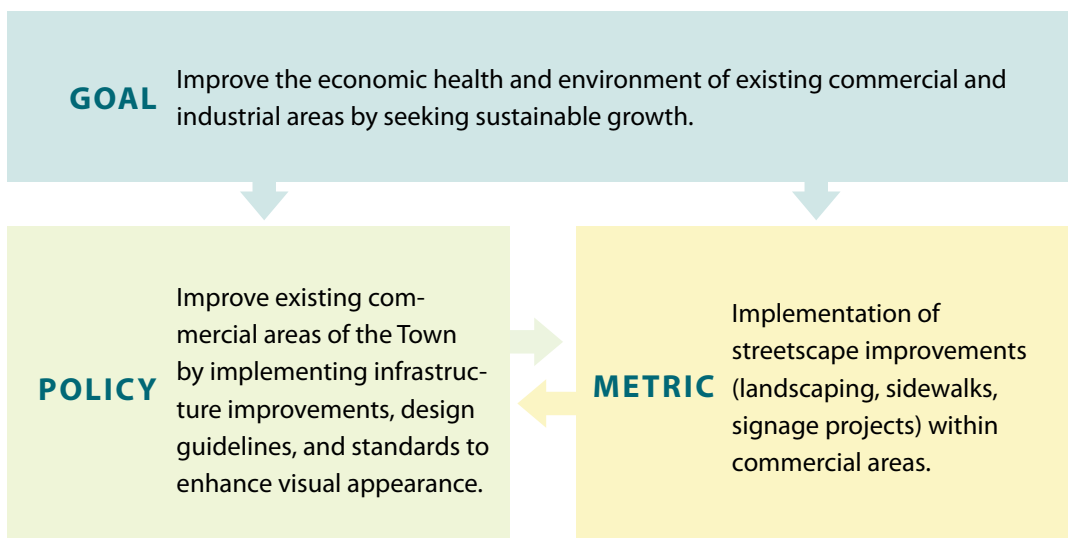 GOAL
Improve the economic health and environment of existing commercial and
industrial areas by seeking sustainable growth.
POLICY
Improve existing com-
mercial areas of the Town
by implementing infrastruc-
ture improvements, design
guidelines, and standards to
enhance visual appearance.
METRIC
Implementation of
streetscape improvements
(landscaping, sidewalks,
signage projects) within
commercial areas.